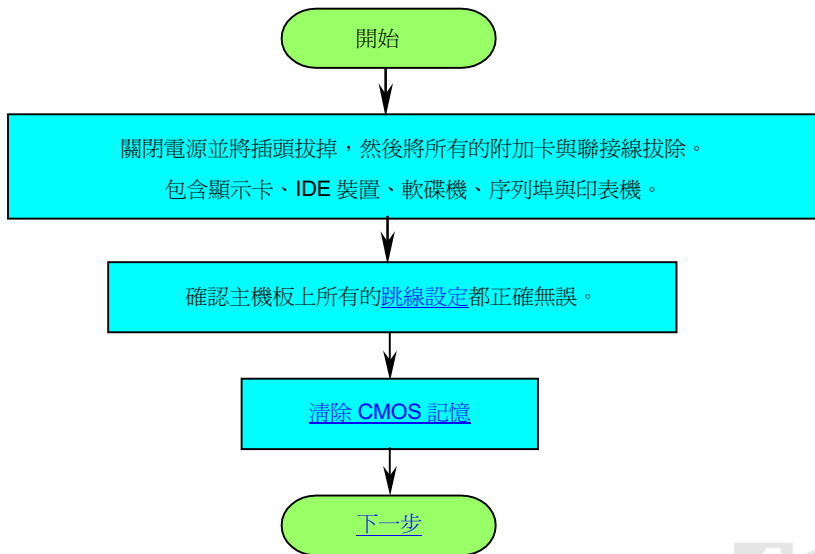 開始
關閉電源並將插頭拔掉，然後將所有的附加卡與聯接線拔除。
包含顯示卡、IDE 裝置、軟碟機、序列埠與印表機。
確認主機板上所有的跳線設定都正確無誤。
清除 CMOS 記憶
下一步